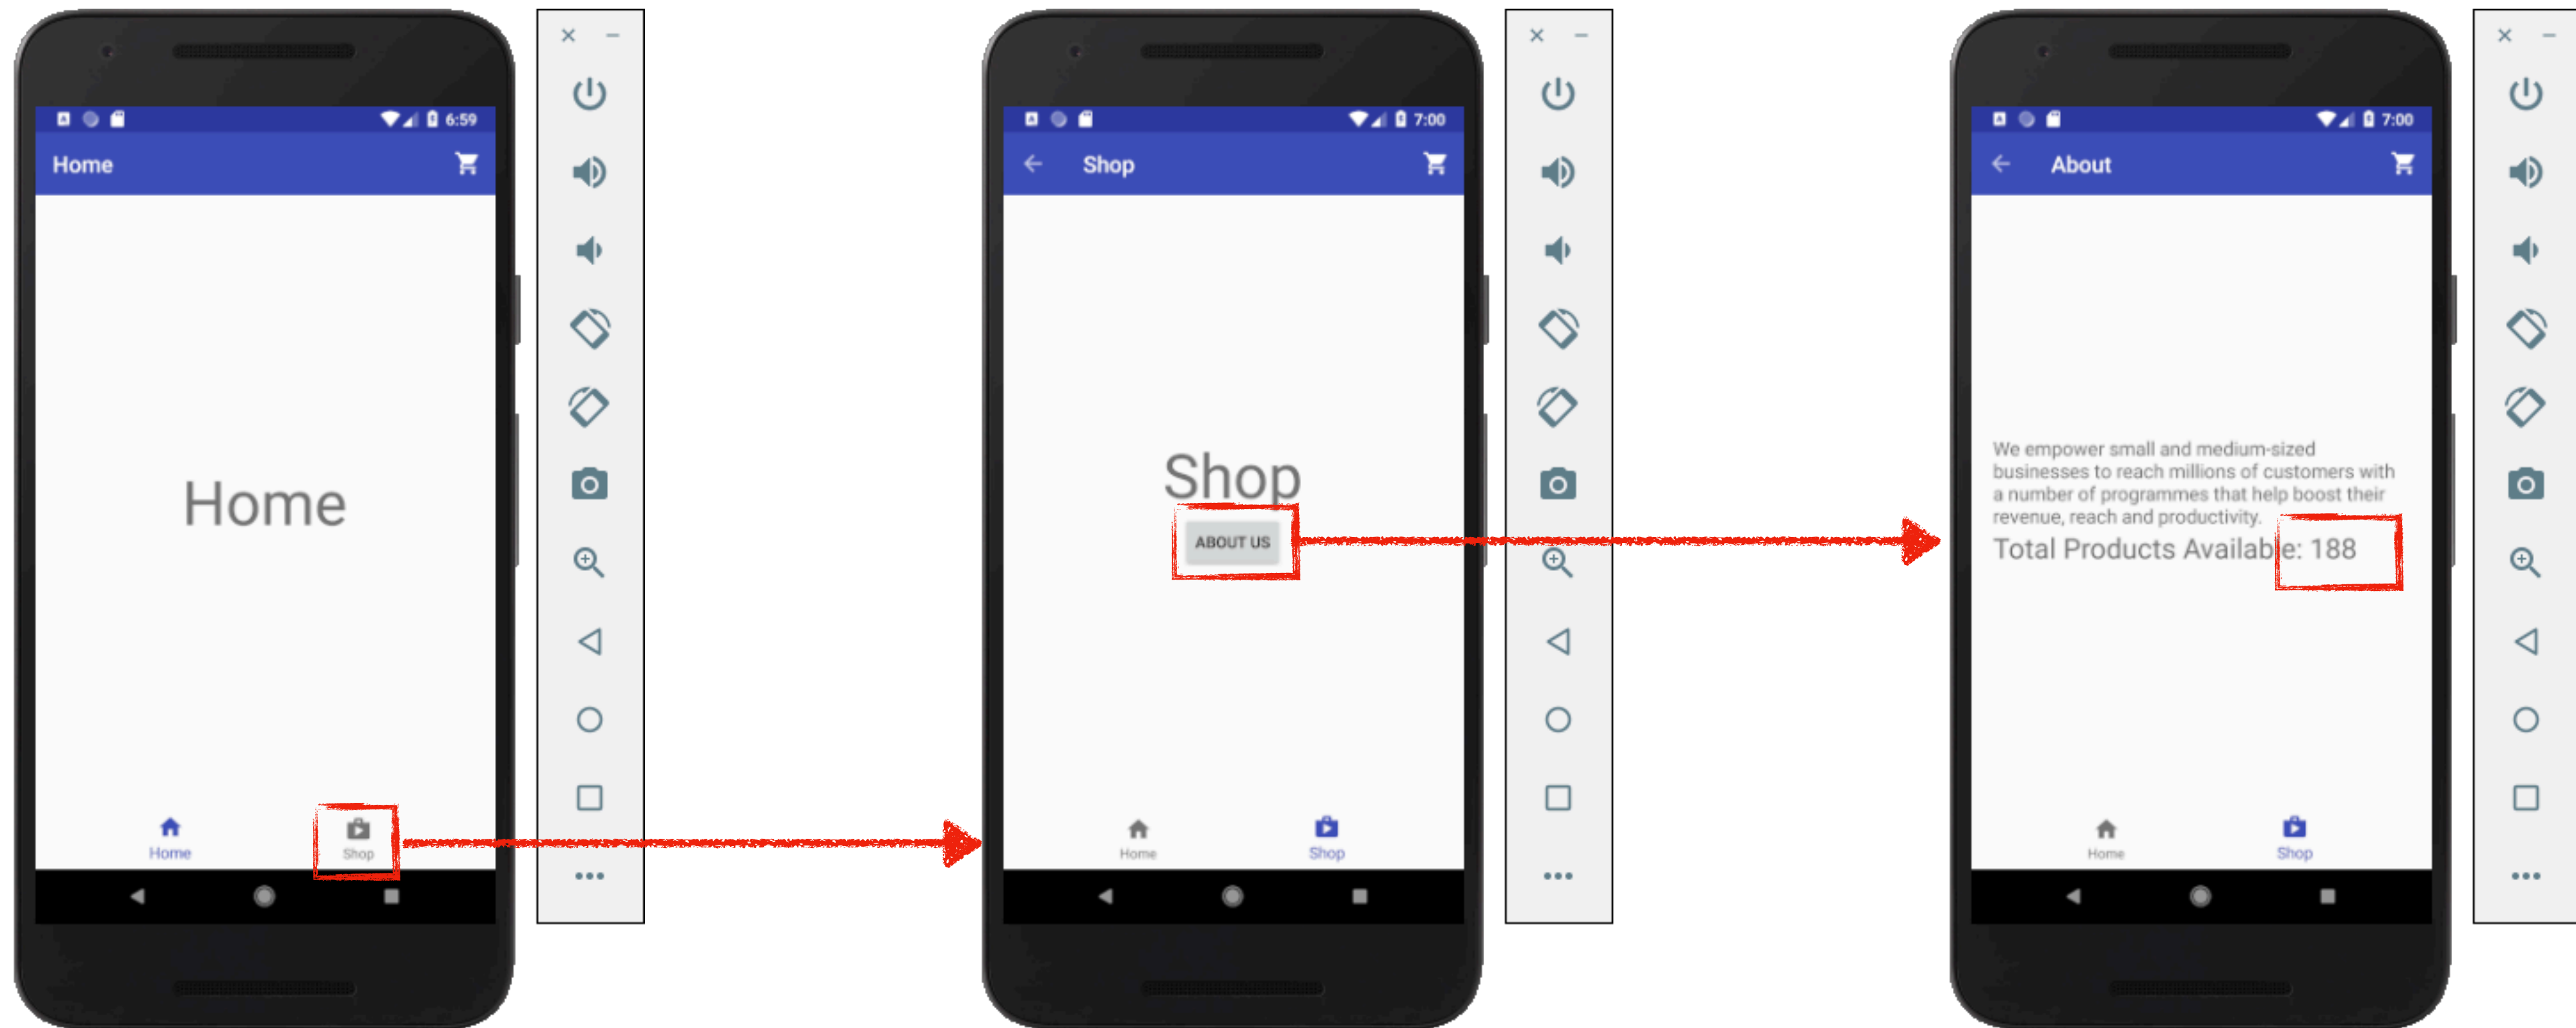 6:59
Home
Home
Home
Shop
7:00
Shop
Shop
ABOUT US
Home
Shop
7:00
About
We empower small and medium-sized
businesses to reach millions of customers with
a number of programmes that help boost their
revenue, reach and productivity.
Total Products Available: 188
Home
Shop